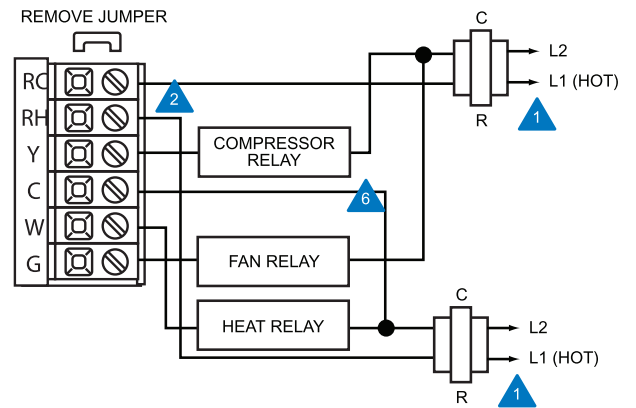 REMOVE JUMPER
C
L2
RC
2
L1 (HOT)
1
RH
R
Y
COMPRESSOR
RELAY
C
6
W
G
FAN RELAY
C
HEAT RELAY
L2
L1 (HOT)
1
R